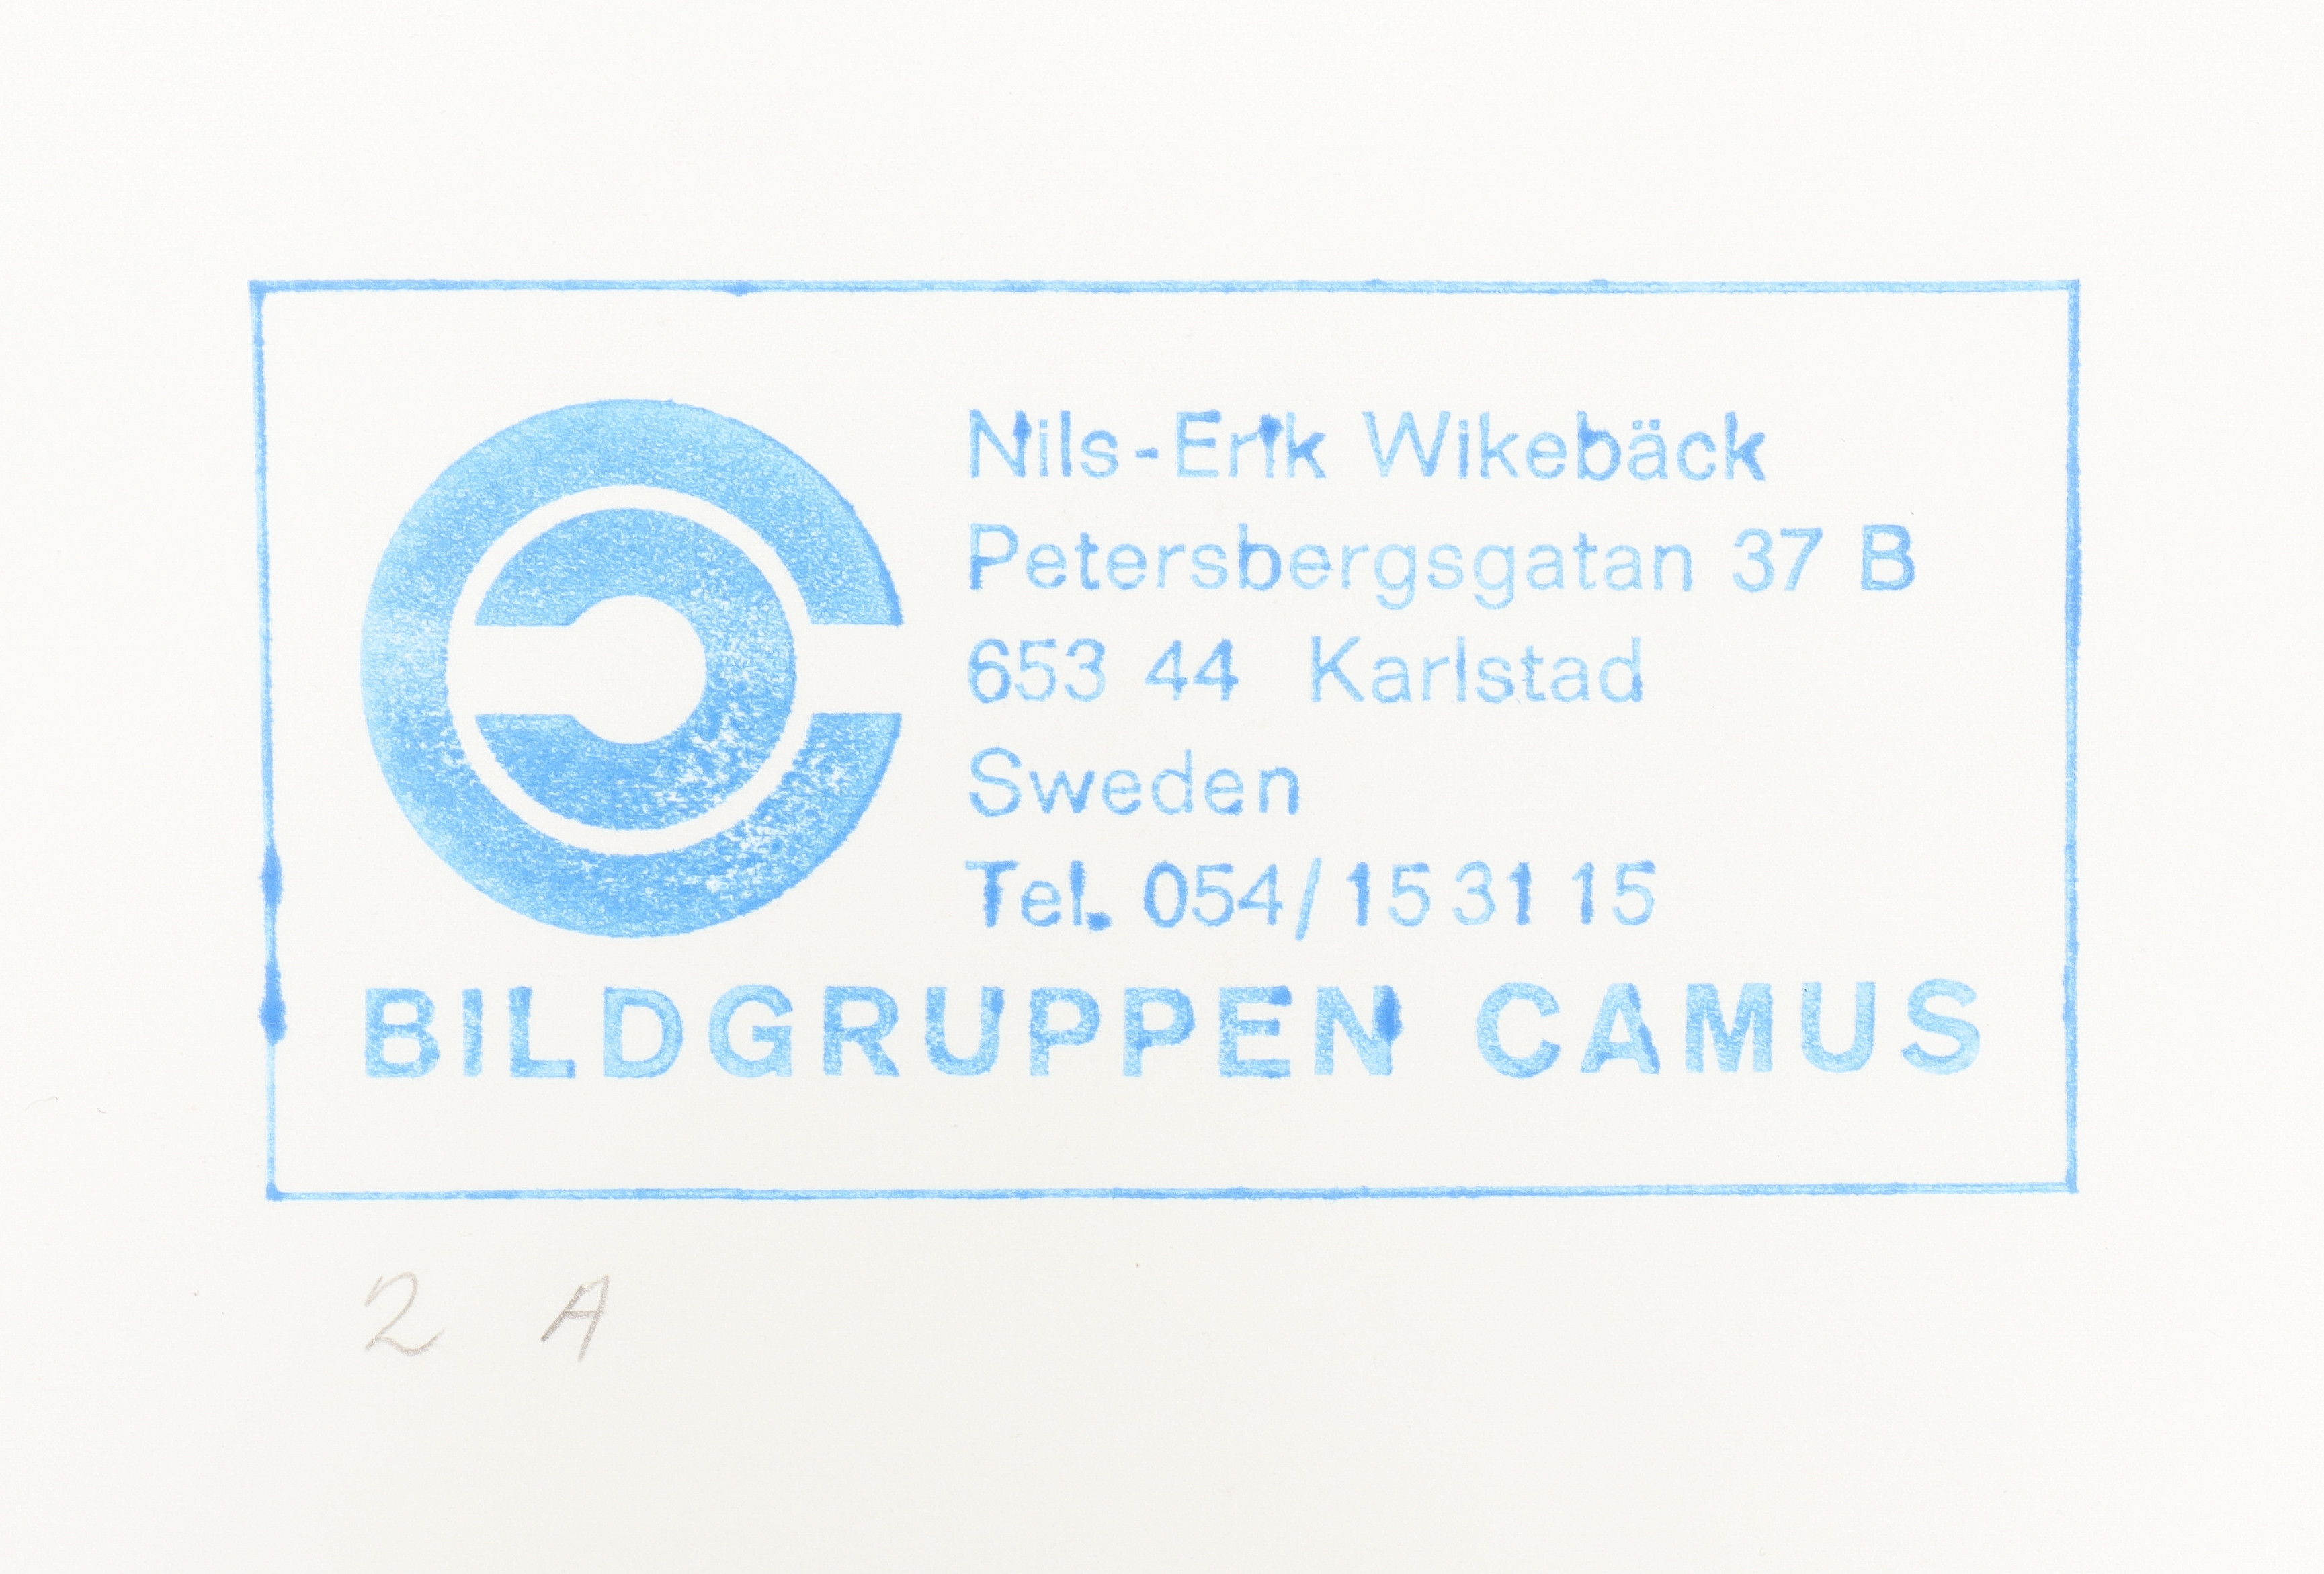 Nils-Erik Wikebäck
Petersbergsgatan 37 B
653 44 Karlstad
Sweden
Tel. 054/15 31 15
BILDGRUPPEN CAMUS
2 A